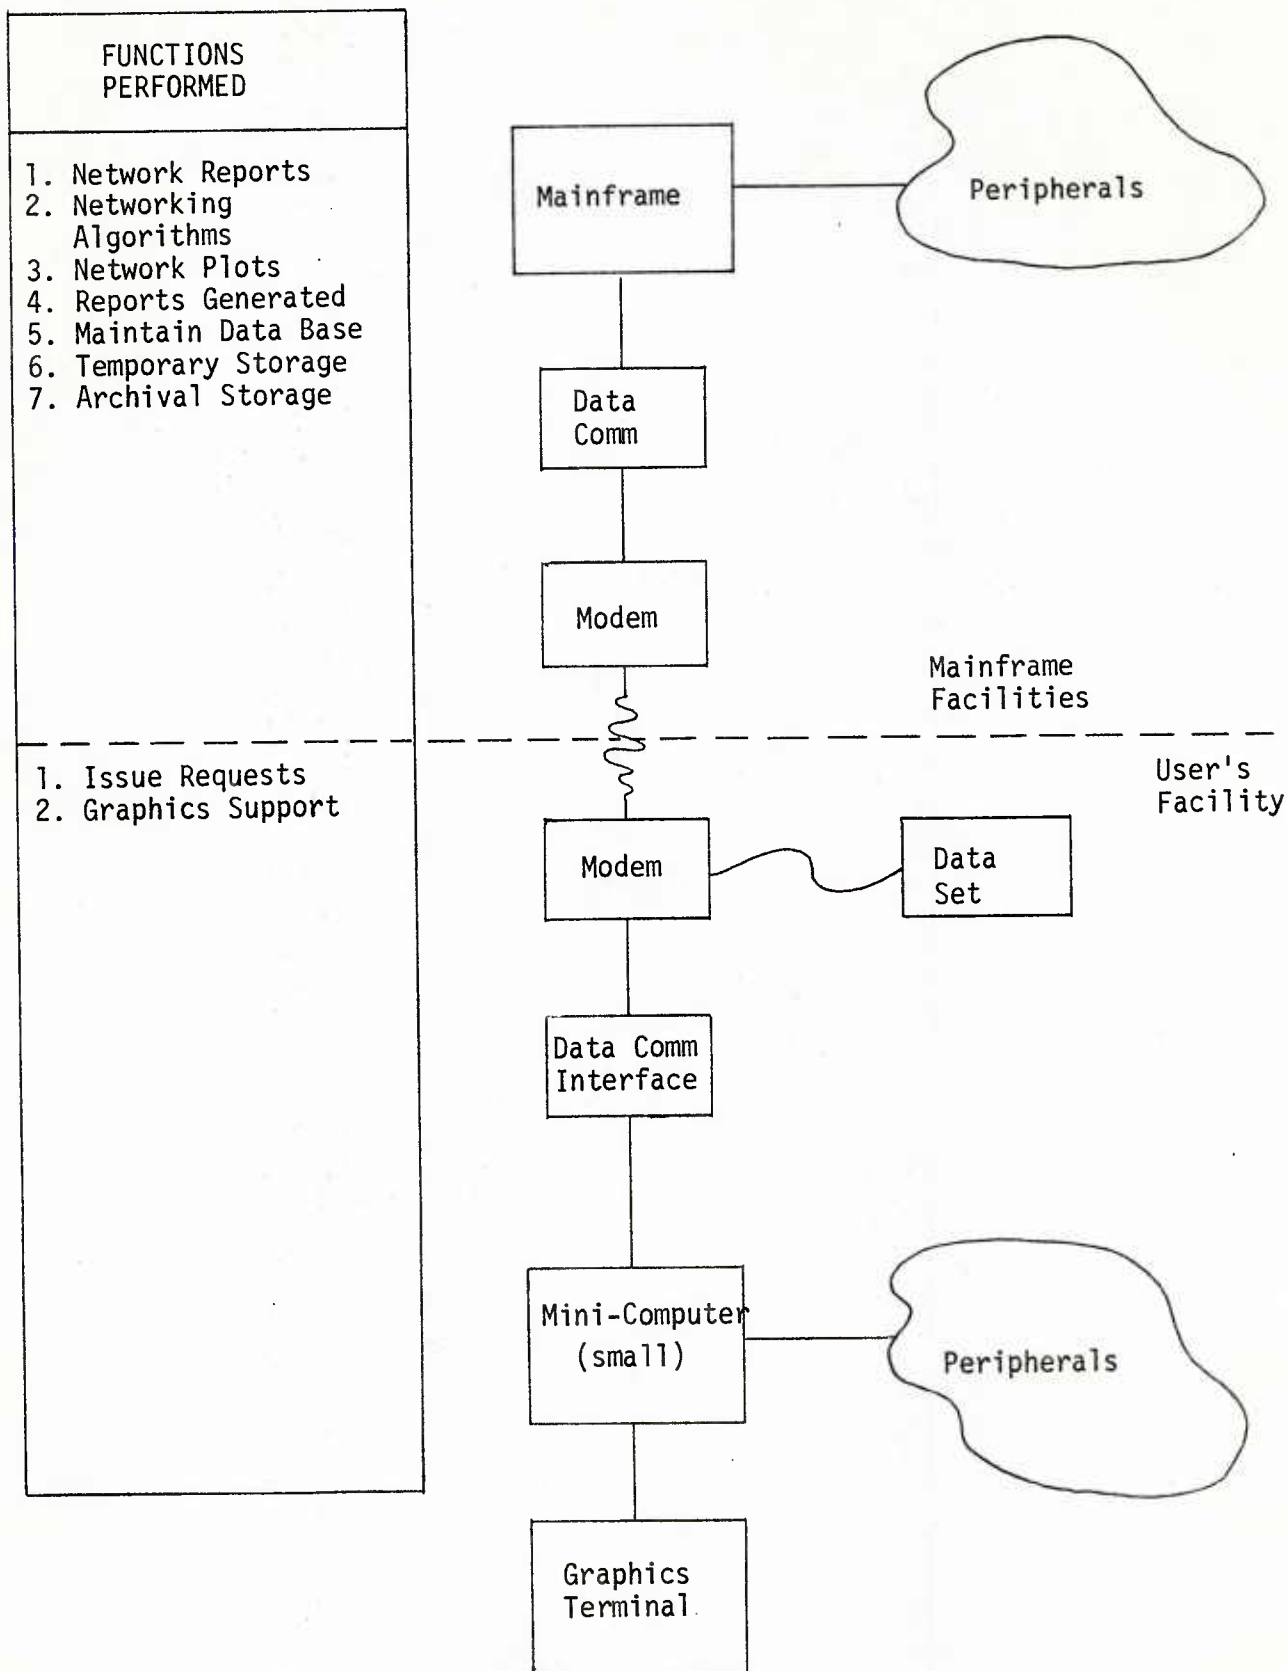 FUNCTIONS
PERFORMED
1. Network Reports
2. Networking
Algorithms
3. Network Plots
4. Reports Generated
5. Maintain Data Base
6. Temporary Storage
7. Archival Storage
Mainframe
Peripherals
Data
Comm
Modem
Mainframe
Facilities
1. Issue Requests
2. Graphics Support
User's
Facility
Modem
Data
Set
Data Comm
Interface
Mini-Computer
(small)
Peripherals
Graphics
Terminal